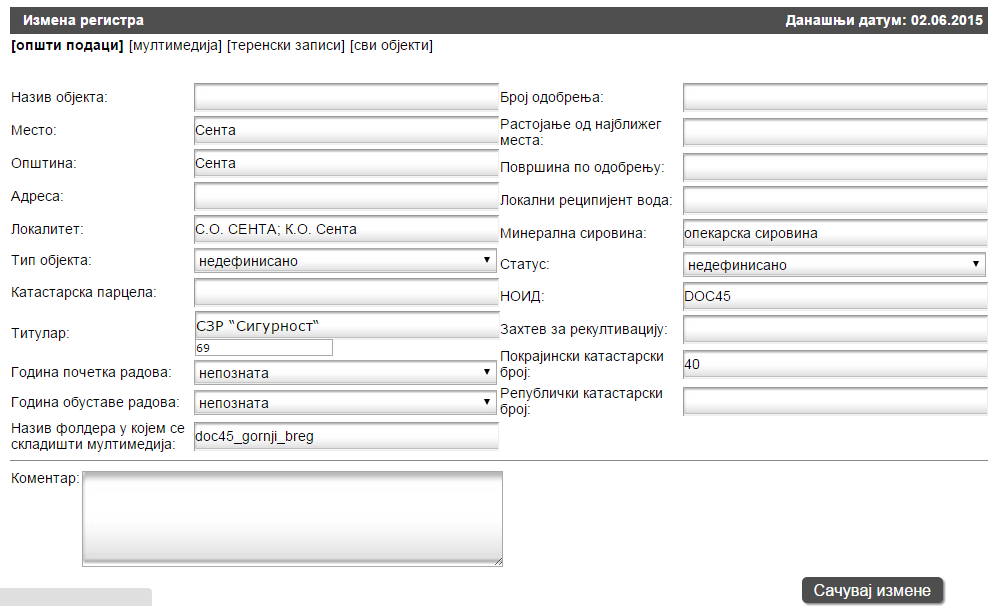 Измена регистра Данашњи датум: 02.06.2015
[општи подаци] [мултимедија] [теренски записи] [сви објекти]
Назив објекта:
Број одобрења:
Место: Сента
Растојање од најближег
места:
Општина: Сента
Површина по одобрењу:
Адреса:
Локални реципијент вода:
Локалитет: С.О. СЕНТА; К.О. Сента
Минерална сировина: опекарска сировина
Тип објекта: недефинисано
Статус: недефинисано
Катастарска парцела:
НОИД: DOC45
Титулар: СЗР "Сигурност"
69
Захтев за рекултивацију:
Година почетка радова: непозната
Покрајински катастарски
број: 40
Година обуставе радова: непозната
Републички катастарски
број:
Назив фолдера у којем се
складишти мултимедија: doc45_gornji_breg
Коментар:
Сачувај измене